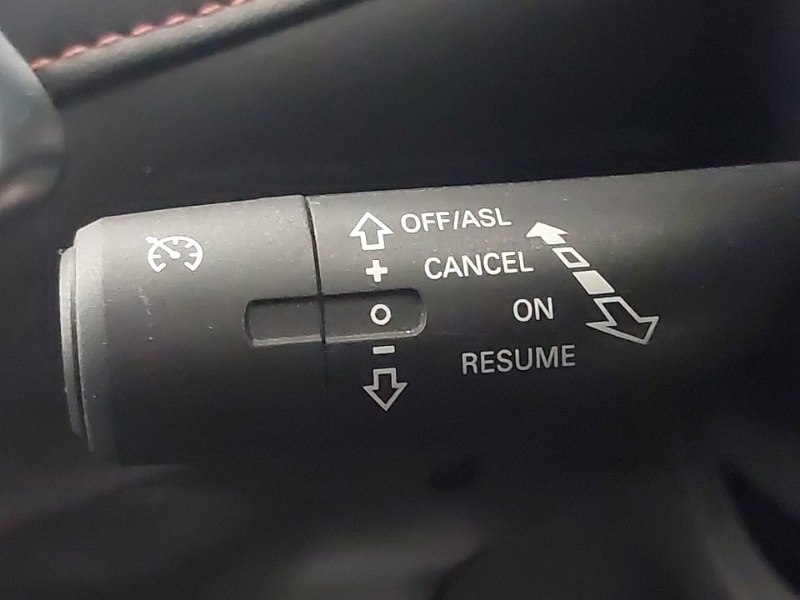 OFF/ASL
+ CANCEL
O ON
- RESUME